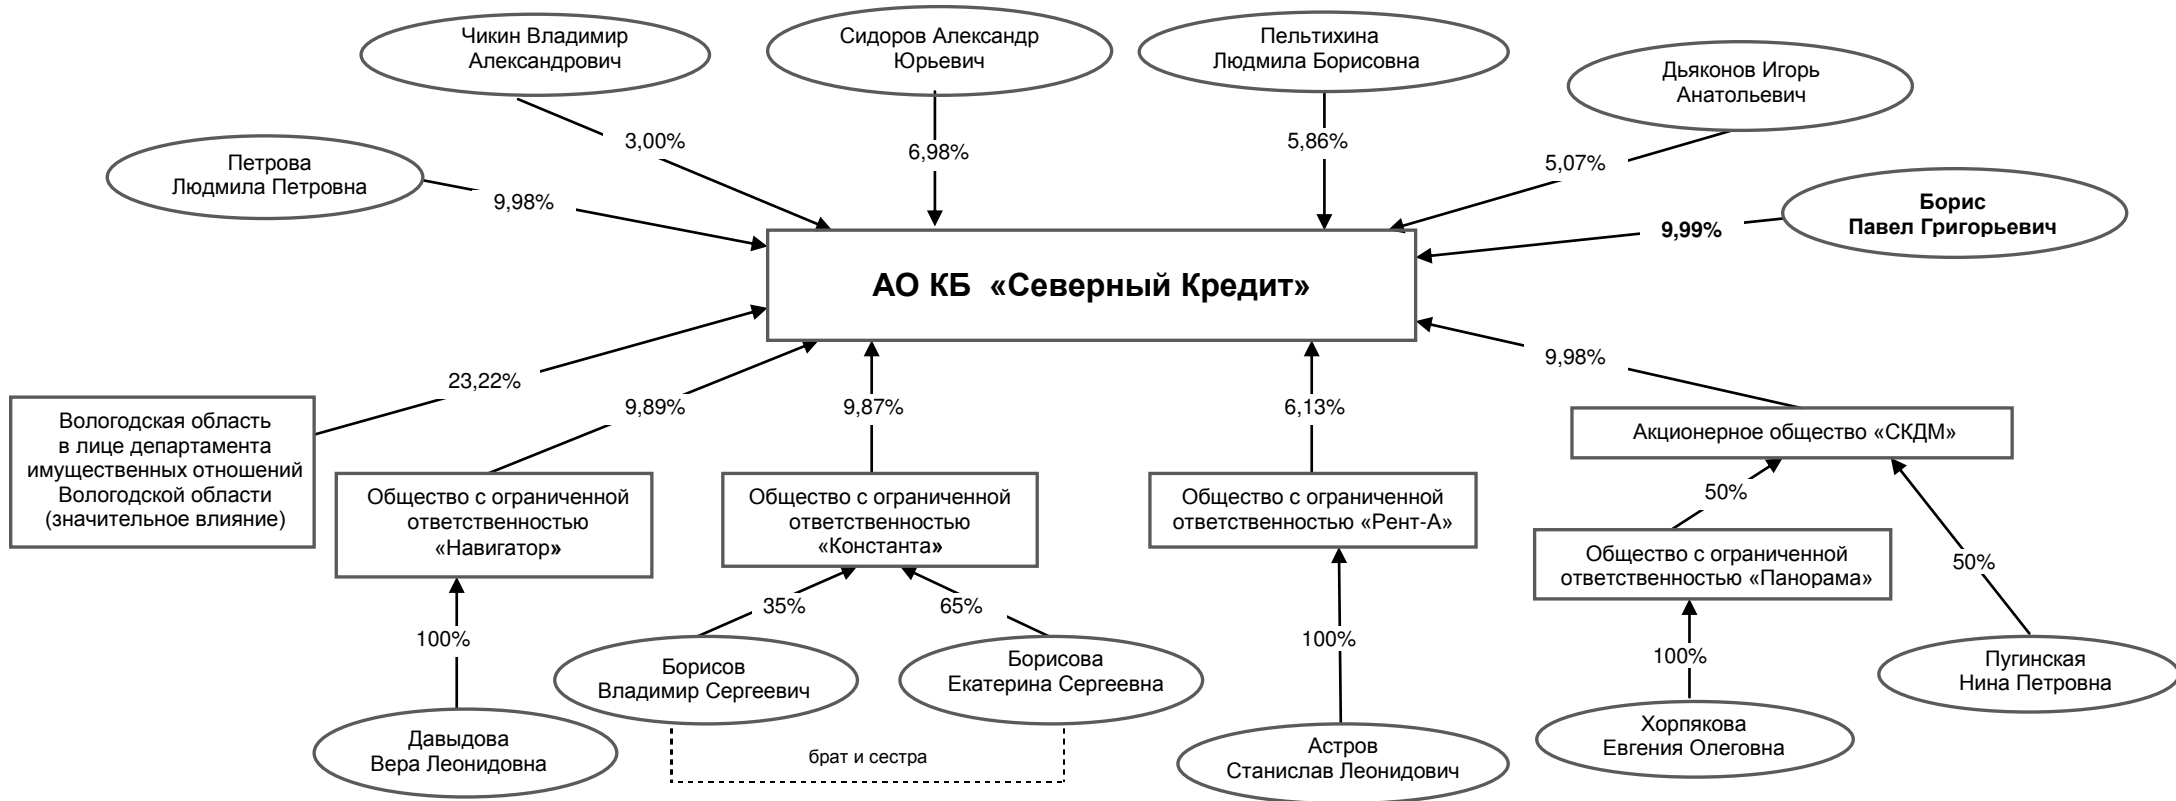 Чикин Владимир
Александрович
Сидоров Александр
Юрьевич
Пельтихина
Людмила Борисовна
Дьяконов Игорь
Анатольевич
3,00%
6,98%
5,86%
5,07%
Петрова
Людмила Петровна
9,98%
Борис
Павел Григорьевич
9,99%
АО КБ «Северный Кредит»
23,22%
9,89%
9,87%
6,13%
9,98%
Вологодская область
в лице департамента
имущественных отношений
Вологодской области
(значительное влияние)
Общество с ограниченной
ответственностью
«Навигатор»
Общество с ограниченной
ответственностью
«Константа»
Общество с ограниченной
ответственностью «Рент-А»
Акционерное общество «СКДМ»
50%
50%
Общество с ограниченной
ответственностью «Панорама»
100%
35%
65%
100%
100%
Давыдова
Вера Леонидовна
Борисов
Владимир Сергеевич
Борисова
Екатерина Сергеевна
брат и сестра
Астров
Станислав Леонидович
Хорпякова
Евгения Олеговна
Пугинская
Нина Петровна